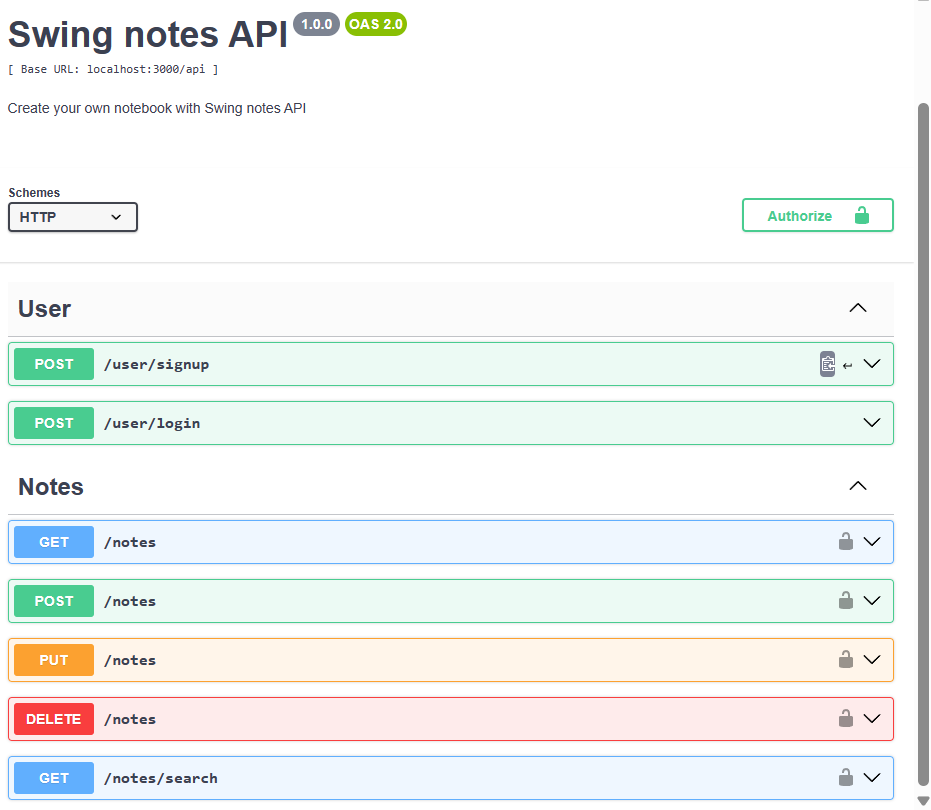 Swing notes API 1.0.0 OAS 2.0
[ Base URL: localhost:3000/api ]
Create your own notebook with Swing notes API
Schemes
HTTP
Authorize
User
POST /user/signup
POST /user/login
Notes
GET /notes
POST /notes
PUT /notes
DELETE /notes
GET /notes/search